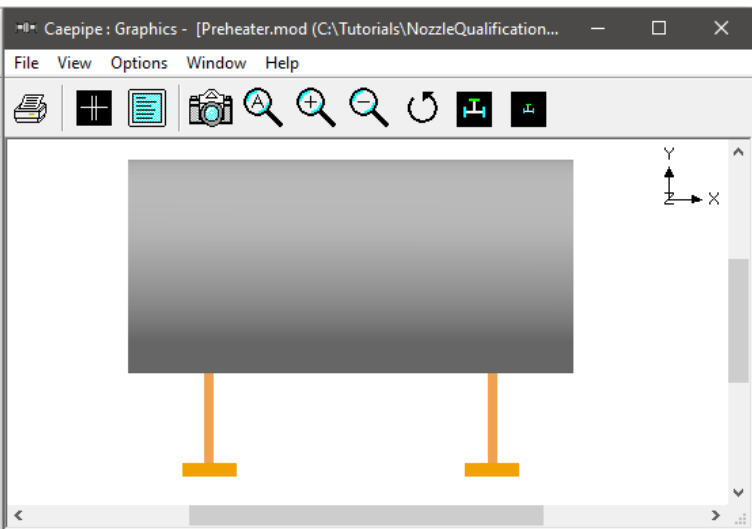 Caepipe : Graphics - [Preheater.mod (C:\Tutorials\NozzleQualification...
File View Options Window Help
A
Y
Z X